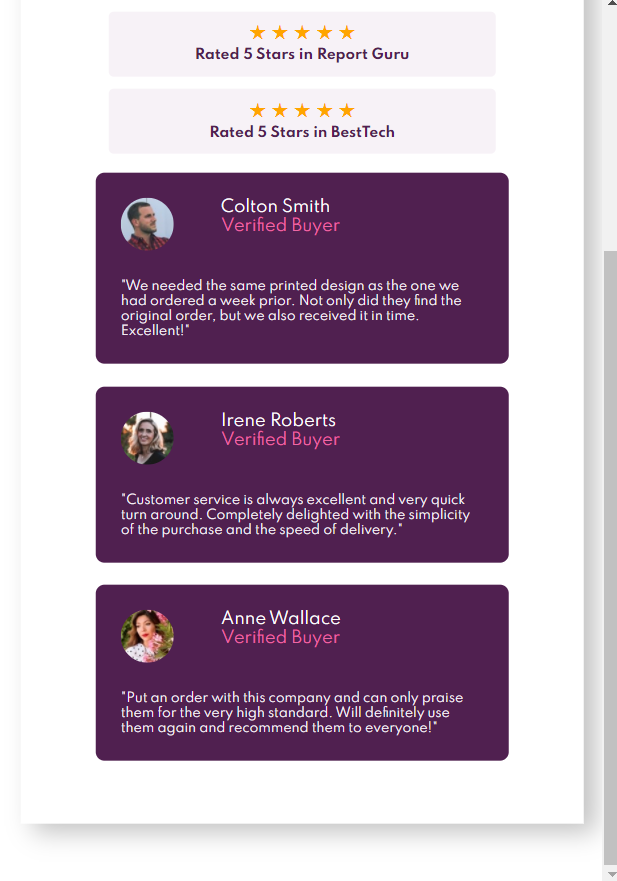 ★ ★ ★ ★ ★
Rated 5 Stars in Report Guru
★ ★ ★ ★ ★
Rated 5 Stars in BestTech
Colton Smith
Verified Buyer
"We needed the same printed design as the one we
had ordered a week prior. Not only did they find the
original order, but we also received it in time.
Excellent!"
Irene Roberts
Verified Buyer
"Customer service is always excellent and very quick
turn around. Completely delighted with the simplicity
of the purchase and the speed of delivery."
Anne Wallace
Verified Buyer
"Put an order with this company and can only praise
them for the very high standard. Will definitely use
them again and recommend them to everyone!"